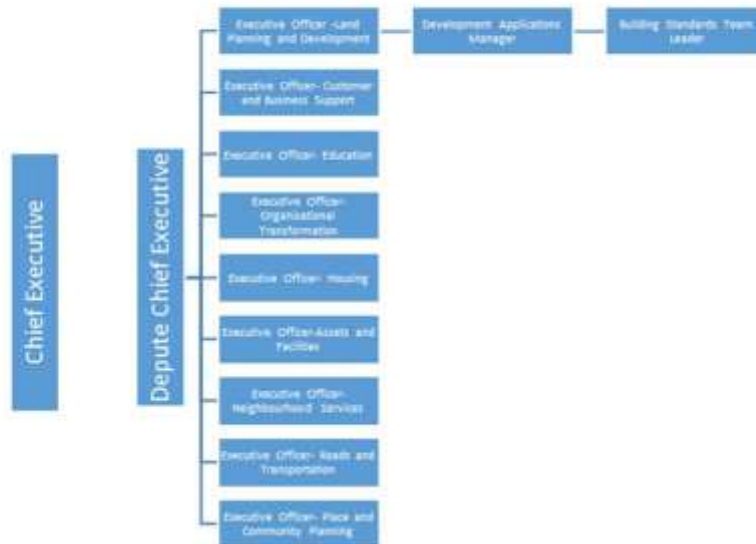 Chief Executive
Depute Chief Executive
Executive Officer -Land
Planning and Development
Development Applications
Manager
Building Standards Team
Leader
Executive Officer- Customer
and Business Support
Executive Officer- Education
Executive Officer-
Organisational
Transformation
Executive Officer- Housing
Executive Officer-Assets and
Facilities
Executive Officer-
Neighbourhood Services
Executive Officer- Roads and
Transportation
Executive Officer- Place and
Community Planning